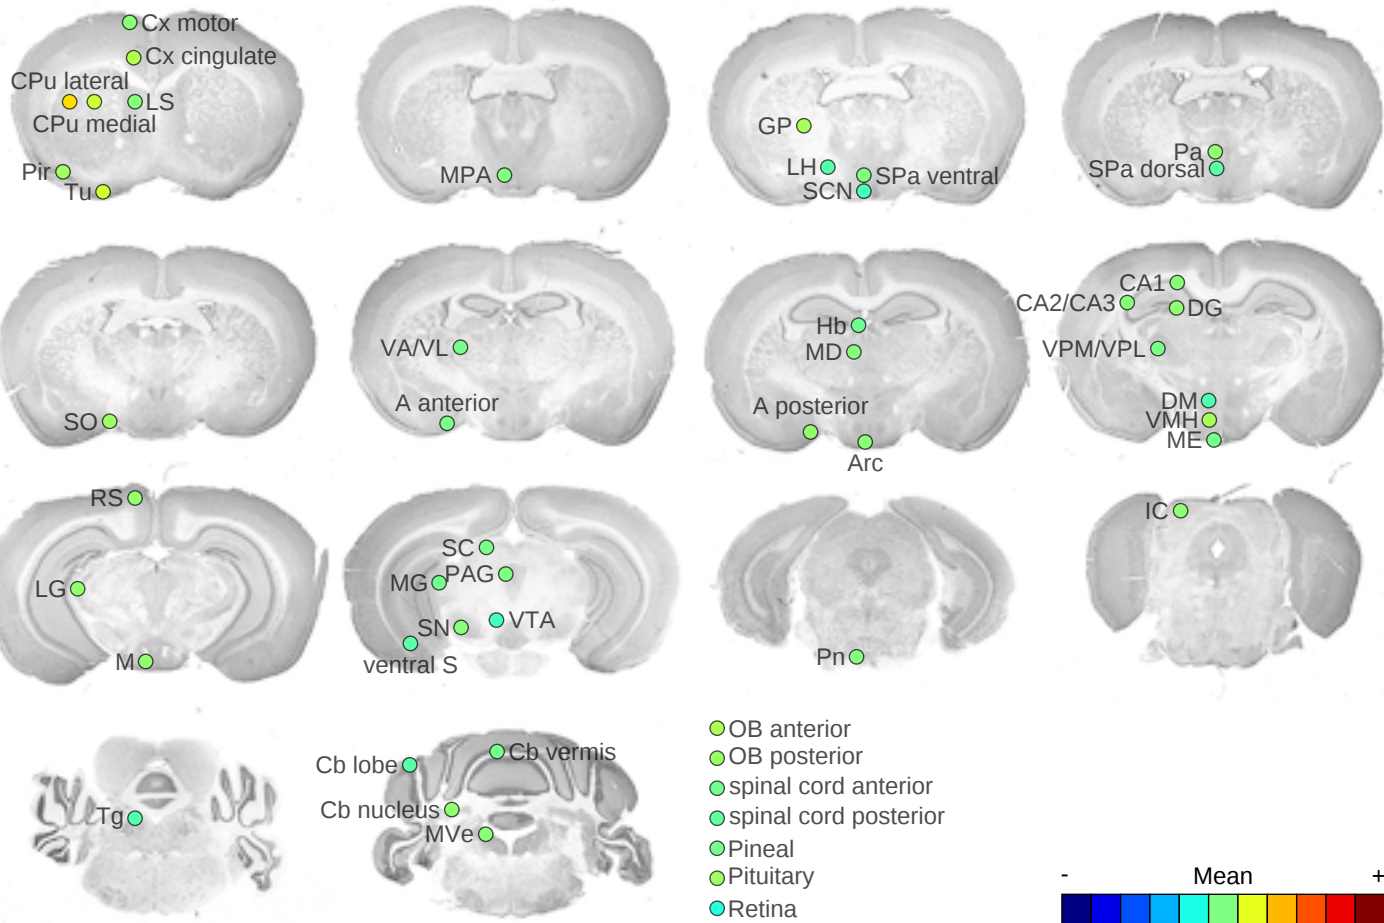 Cx motor
Cx cingulate
CPu lateral
LS
CPu medial
Pir
Tu
MPA
GP
LH
SPa ventral
SCN
Pa
SPa dorsal
SO
VA/VL
A anterior
Hb
MD
A posterior
Arc
CA1
CA2/CA3
DG
VPM/VPL
DM
VMH
ME
RS
LG
M
SC
MG
PAG
SN
VTA
ventral S
Pn
IC
Tg
Cb lobe
Cb vermis
Cb nucleus
MVe
OB anterior
OB posterior
spinal cord anterior
spinal cord posterior
Pineal
Pituitary
Retina
- Mean +